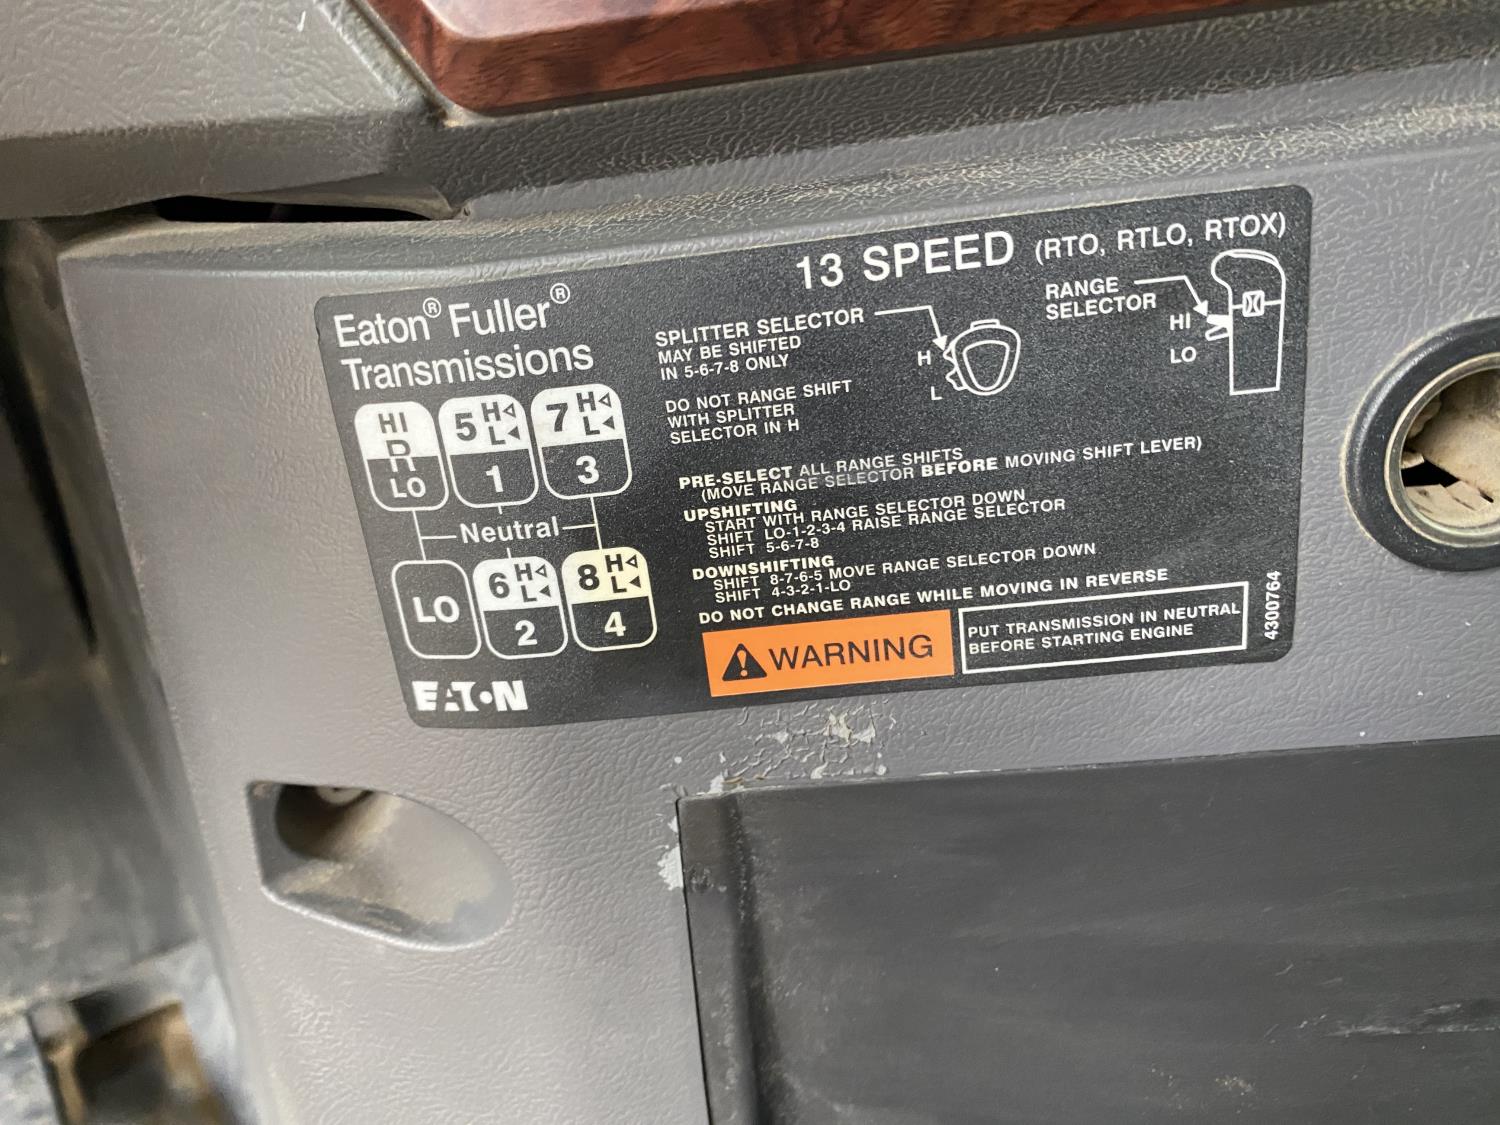 13 SPEED (RTO, RTLO, RTOX)
Eaton® Fuller®
Transmissions
HI
R
LO
5 H
L
1
7 H
L
3
Neutral
LO
6 H
L
2
8 H
L
4
EATON
SPLITTER SELECTOR
MAY BE SHIFTED
IN 5-6-7-8 ONLY
H
L
DO NOT RANGE SHIFT
WITH SPLITTER
SELECTOR IN H
RANGE
SELECTOR
HI
LO
PRE-SELECT ALL RANGE SHIFTS
(MOVE RANGE SELECTOR BEFORE MOVING SHIFT LEVER)
UPSHIFTING
START WITH RANGE SELECTOR DOWN
SHIFT LO-1-2-3-4 RAISE RANGE SELECTOR
SHIFT 5-6-7-8
DOWNSHIFTING
SHIFT 8-7-6-5 MOVE RANGE SELECTOR DOWN
SHIFT 4-3-2-1-LO
DO NOT CHANGE RANGE WHILE MOVING IN REVERSE
WARNING
PUT TRANSMISSION IN NEUTRAL
BEFORE STARTING ENGINE
4300764